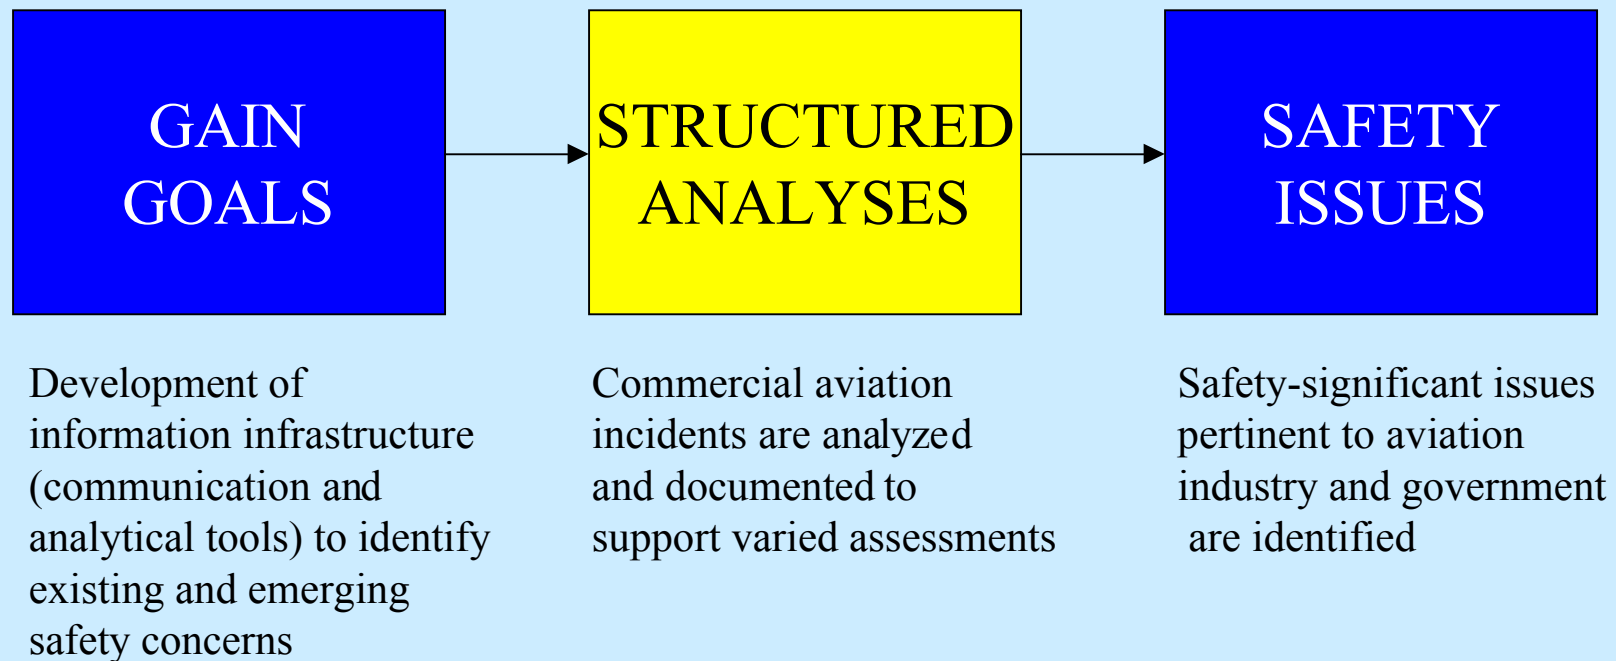 GAIN
GOALS
STRUCTURED
ANALYSES
SAFETY
ISSUES
Development of
information infrastructure
(communication and
analytical tools) to identify
existing and emerging
safety concerns
Commercial aviation
incidents are analyzed
and documented to
support varied assessments
Safety-significant issues
pertinent to aviation
industry and government
are identified